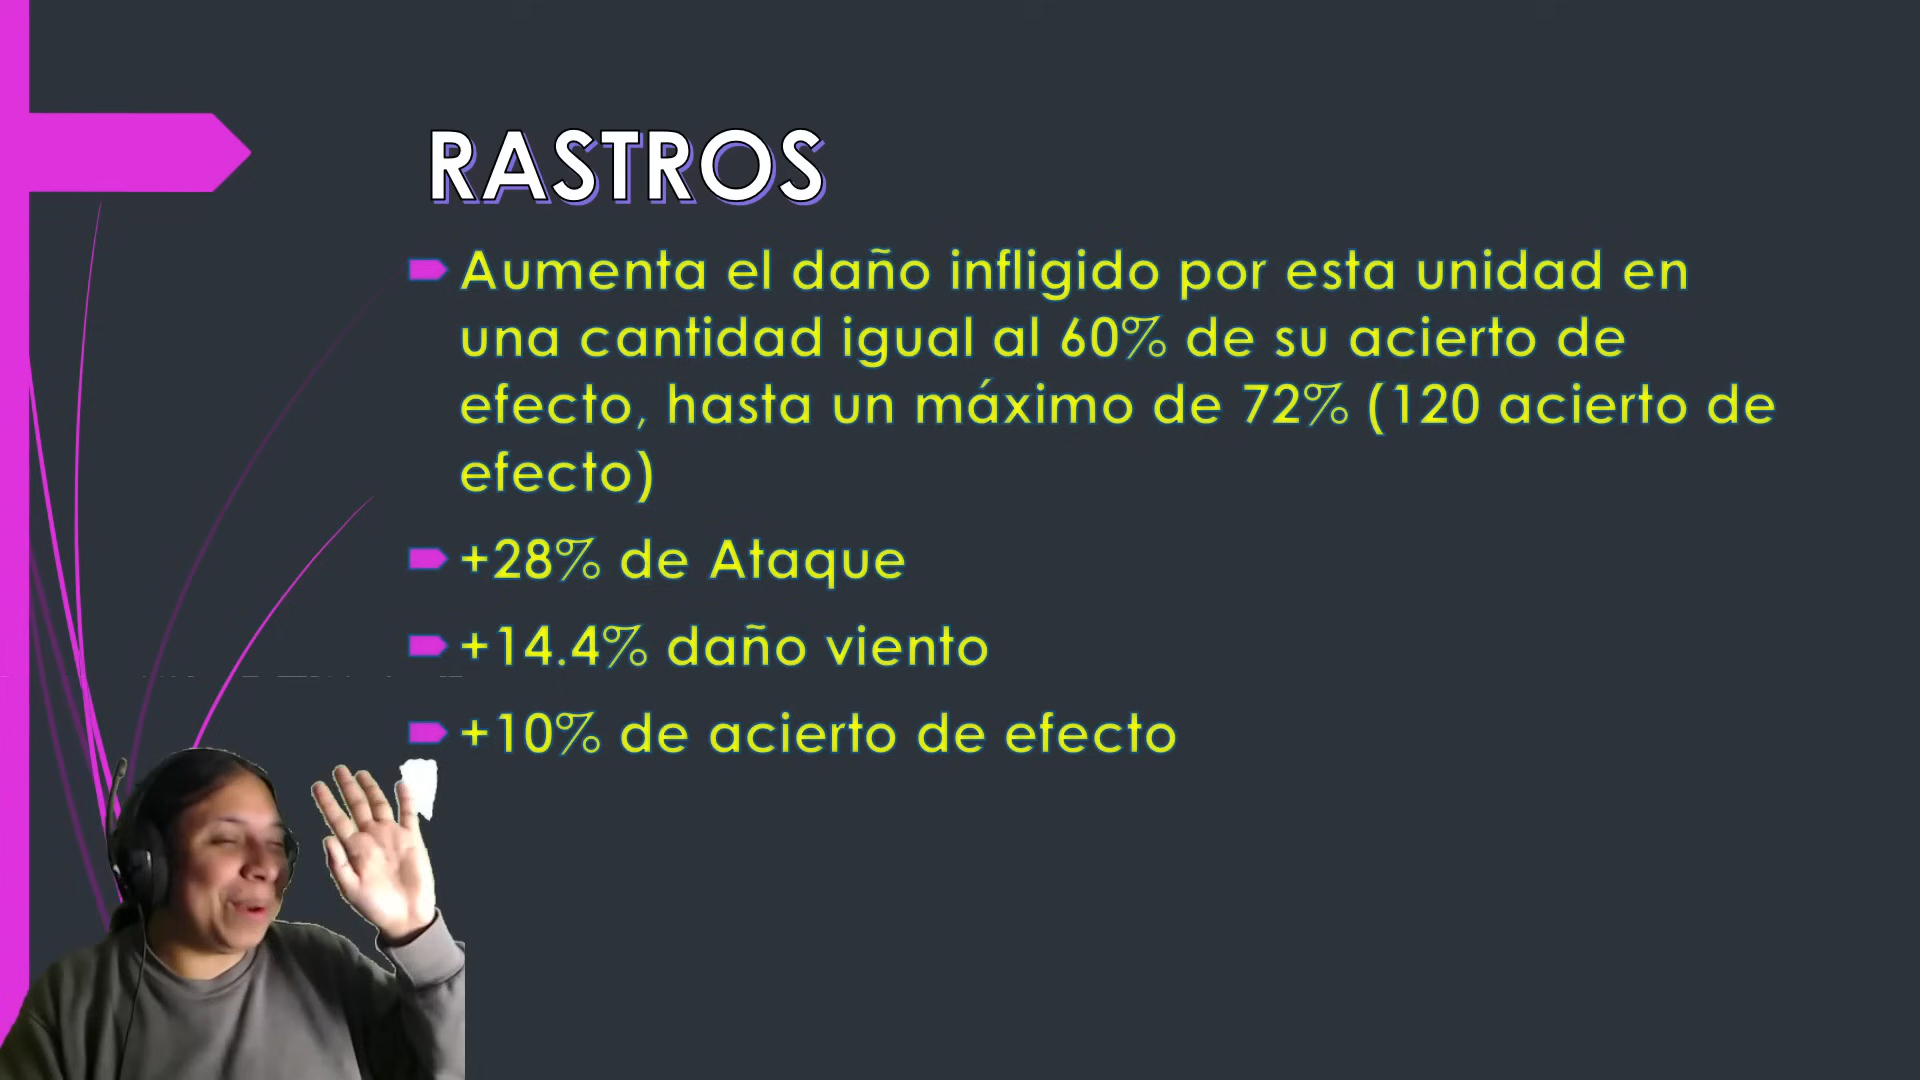 RASTROS
Aumenta el daño infligido por esta unidad en
una cantidad igual al 60% de su acierto de
efecto, hasta un máximo de 72% (120 acierto de
efecto)
+28% de Ataque
+14.4% daño viento
+10% de acierto de efecto